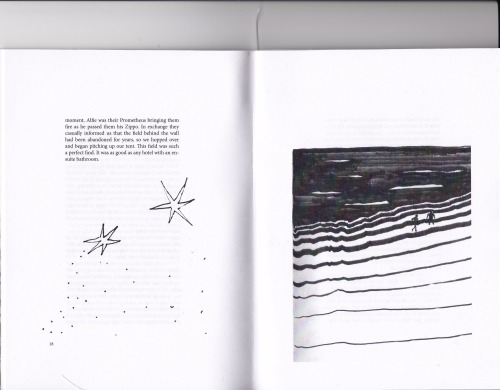 moment, Alfie was their Prometheus bringing them
fire as he passed them his Zippo. In exchange they
casually informed us that the field behind the wall
had been abandoned for years, so we hopped over
and began pitching up our tent. This field was such
a perfect find. It was as good as any hotel with an en-
suite bathroom.
18